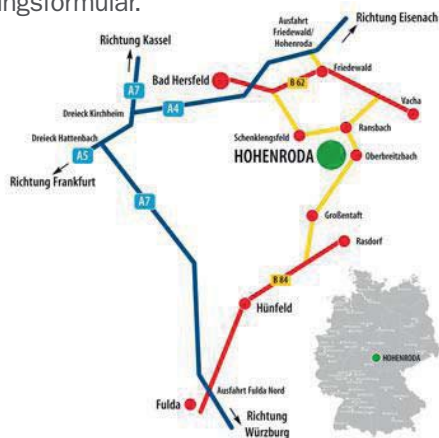 ingsformular.
Ausfahrt
Friedewald/
Hohenroda
Richtung Eisenach
Richtung Kassel
Bad Hersfeld
Friedewald
B 62
A7
A4
Vacha
Dreieck Kirchheim
Ransbach
Schenklengsfeld
Dreieck Hattenbach
HOHENRODA
Oberbreitzbach
A5
Richtung Frankfurt
A7
Großentaft
Rasdorf
B 84
Hünfeld
HOHENRODA
Ausfahrt Fulda Nord
Fulda
Richtung
Würzburg